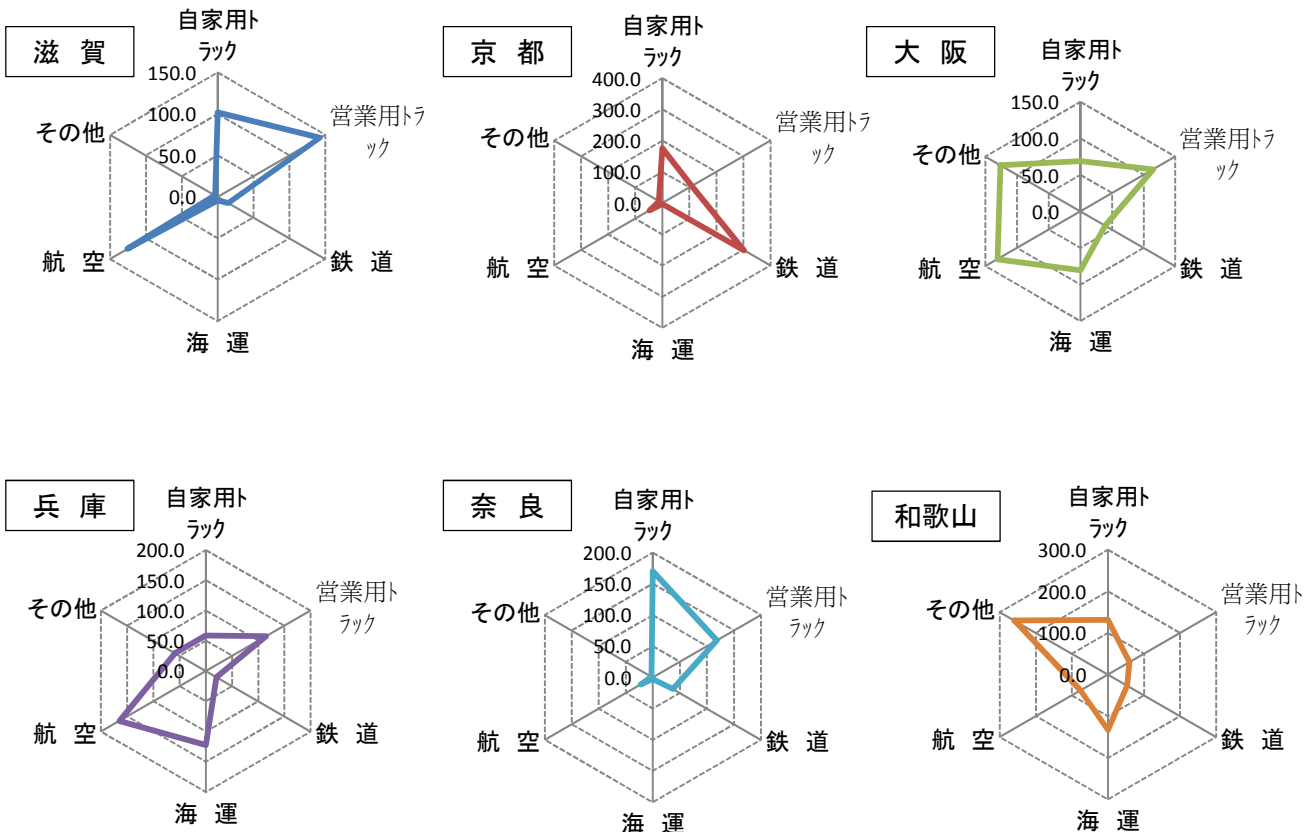 滋 賀
自家用ト
ラック
150.0
100.0
50.0
0.0
営業用トラ
ック
鉄 道
海 運
航 空
その他
京 都
自家用ト
ラック
400.0
300.0
200.0
100.0
0.0
営業用トラ
ック
鉄 道
海 運
航 空
その他
大 阪
自家用ト
ラック
150.0
100.0
50.0
0.0
営業用トラ
ック
鉄 道
海 運
航 空
その他
兵 庫
自家用ト
ラック
200.0
150.0
100.0
50.0
0.0
営業用ト
ラック
鉄 道
海 運
航 空
その他
奈 良
自家用ト
ラック
200.0
150.0
100.0
50.0
0.0
営業用ト
ラック
鉄 道
海 運
航 空
その他
和歌山
自家用ト
ラック
300.0
200.0
100.0
0.0
営業用ト
ラック
鉄 道
海 運
航 空
その他